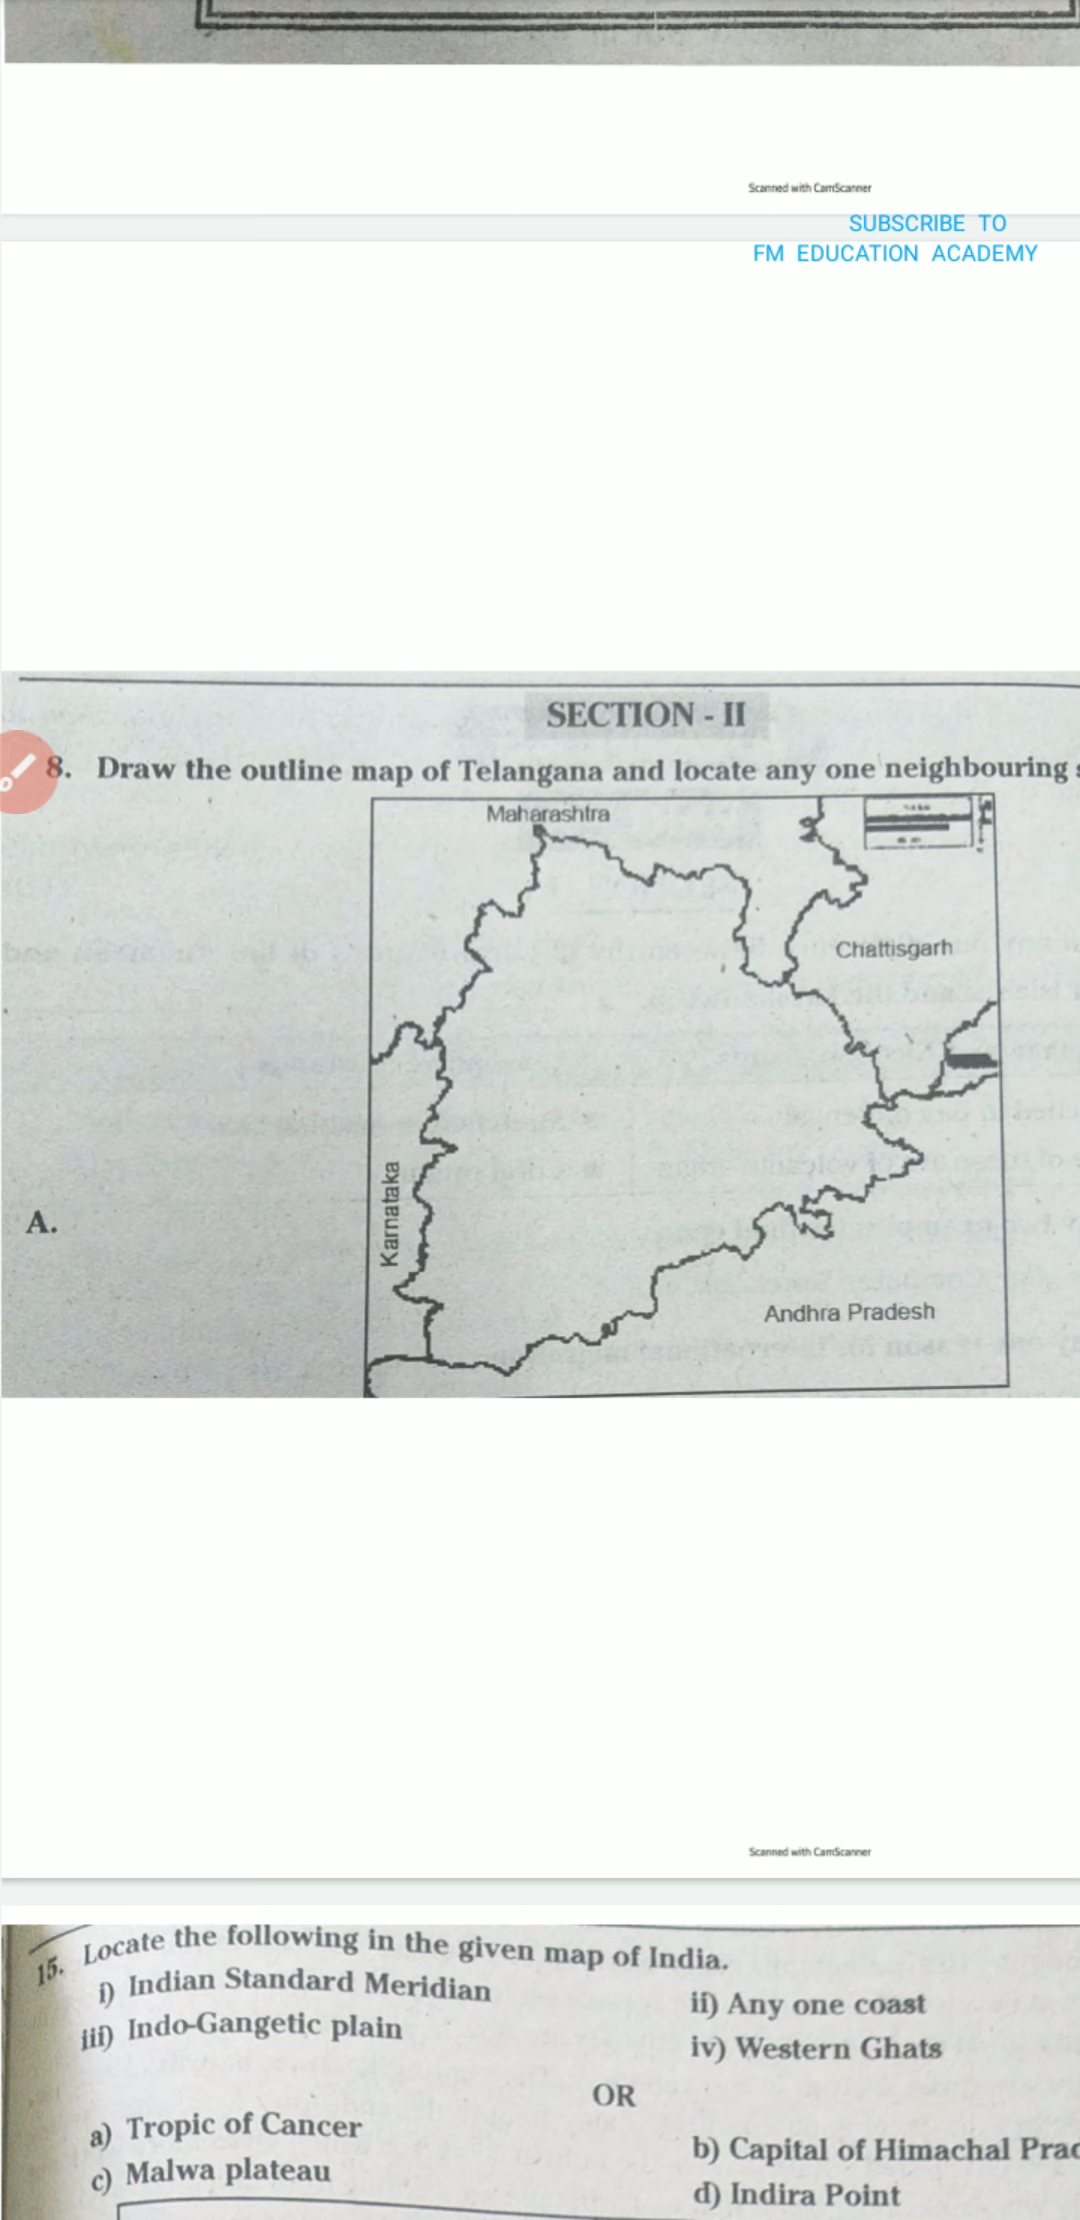 Scanned with CamScanner
SUBSCRIBE TO
FM EDUCATION ACADEMY
SECTION - II
8. Draw the outline map of Telangana and locate any one neighbouring
Maharashtra
Chattisgarh
Karnataka
A.
Andhra Pradesh
Scanned with CamScanner
15. Locate the following in the given map of India.
i) Indian Standard Meridian
ii) Any one coast
iii) Indo-Gangetic plain
iv) Western Ghats
OR
a) Tropic of Cancer
b) Capital of Himachal Prad
c) Malwa plateau
d) Indira Point